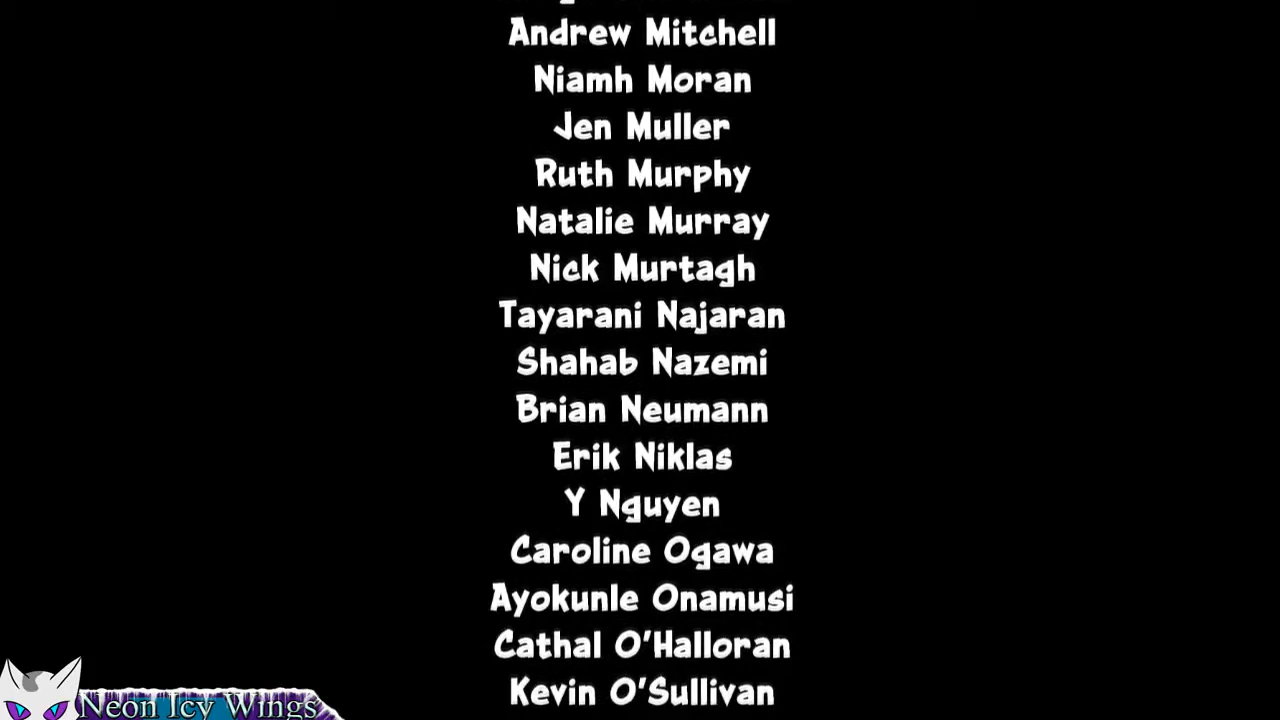 Andrew Mitchell
Niamh Moran
Jen Muller
Ruth Murphy
Natalie Murray
Nick Murtagh
Tayarani Najaran
Shahab Nazemi
Brian Neumann
Erik Niklas
Y Nguyen
Caroline Ogawa
Ayokunle Onamusi
Cathal O'Halloran
Kevin O'Sullivan
Neon Icy Wings